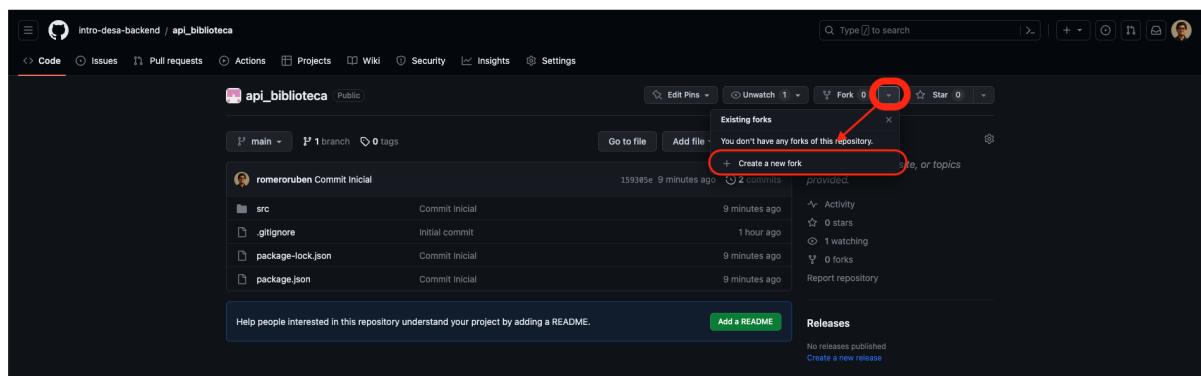 intro-desa-backend / api_biblioteca
Type / to search
Code
Issues
Pull requests
Actions
Projects
Wiki
Security
Insights
Settings
api_biblioteca Public
Edit Pins
Unwatch 1
Fork 0
Star 0
Existing forks
You don't have any forks of this repository.
Create a new fork
main
1 branch
0 tags
Go to file
Add file
site, or topics
provided.
romeroruben Commit Inicial
159305e 9 minutes ago
2 commits
src Commit Inicial 9 minutes ago
.gitignore Initial commit 1 hour ago
package-lock.json Commit Inicial 9 minutes ago
package.json Commit Inicial 9 minutes ago
Help people interested in this repository understand your project by adding a README.
Add a README
Activity
0 stars
1 watching
0 forks
Report repository
Releases
No releases published
Create a new release